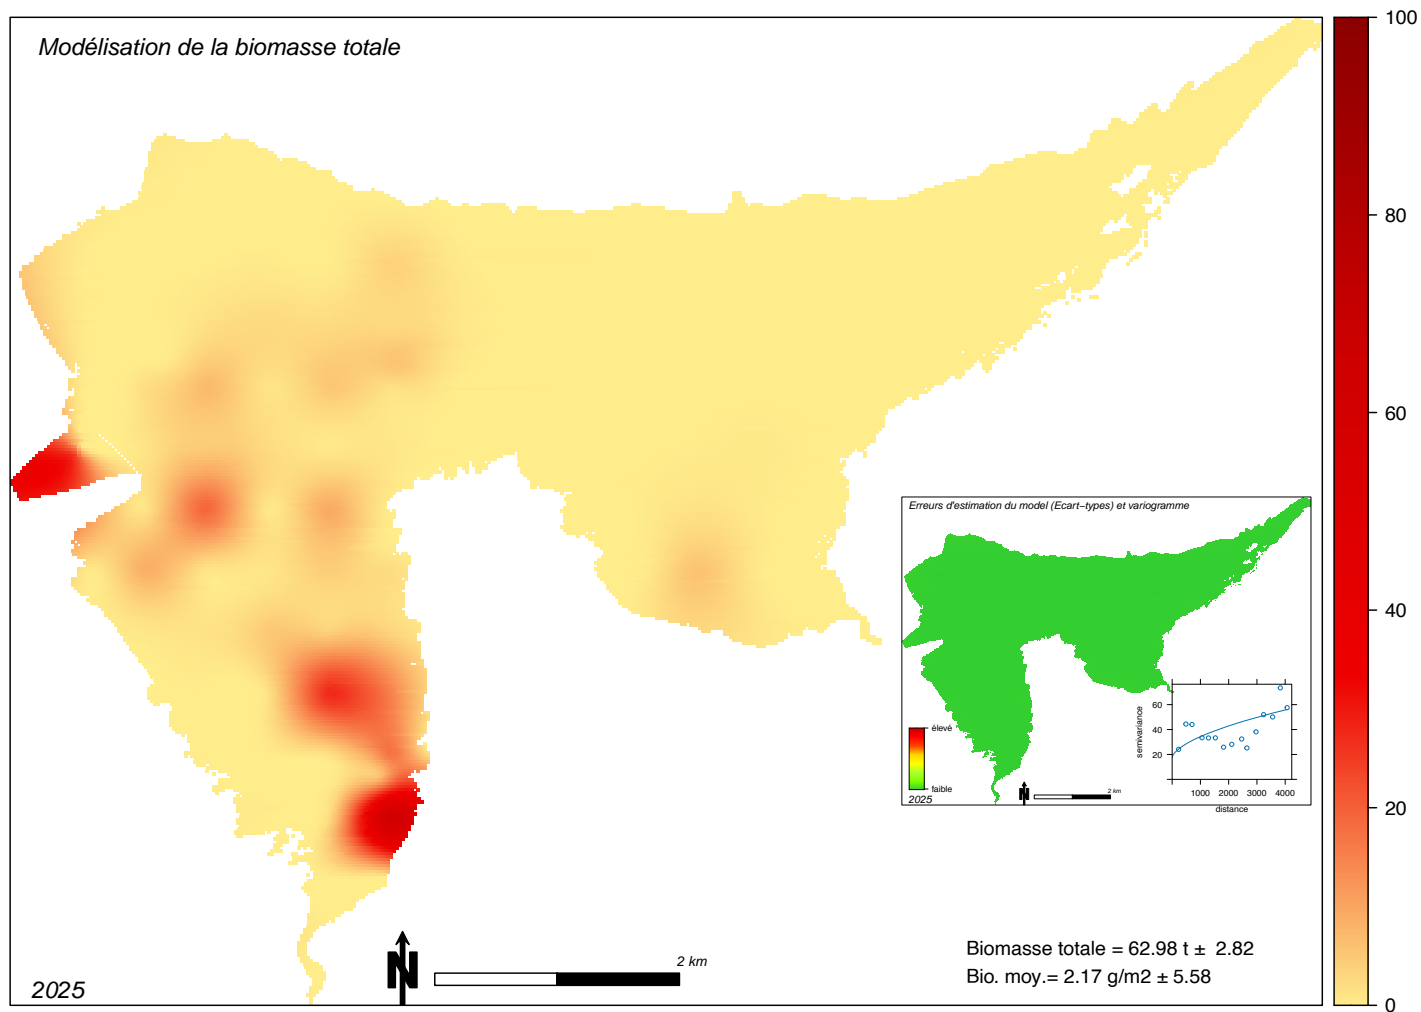 Modélisation de la biomasse totale
100
80
60
40
20
0
Erreurs d'estimation du model (Ecart−types) et variogramme
élevé
faible
2025
N
2 km
semivariance
60
40
20
1000 2000 3000 4000
distance
N
2 km
2025
Biomasse totale = 62.98 t ± 2.82
Bio. moy.= 2.17 g/m2 ± 5.58